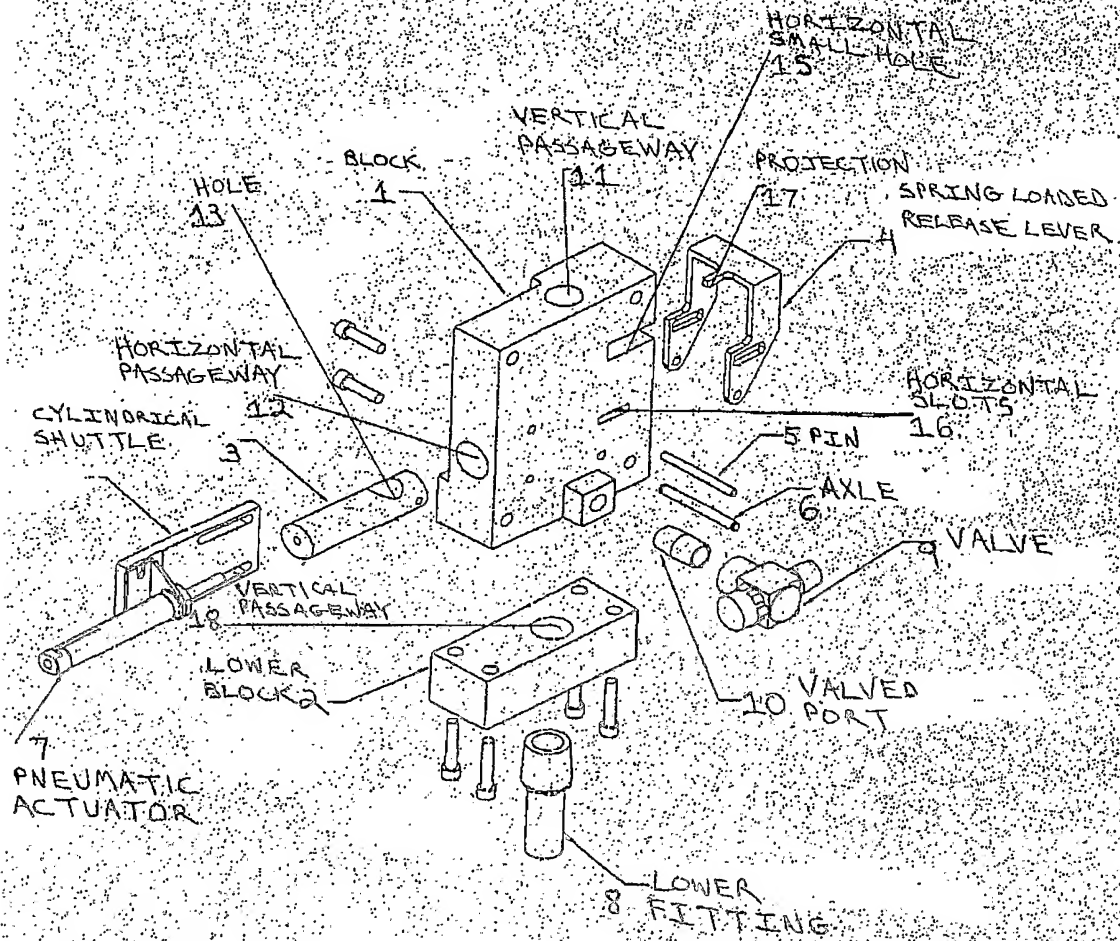 HORIZONTAL
SMALL HOLE
15
VERTICAL
PASSAGEWAY
11
BLOCK
1
PROJECTION
17
HOLE
13
SPRING LOADED
RELEASE LEVER
4
HORIZONTAL
PASSAGEWAY
12
CYLINDRICAL
SHUTTLE
3
HORIZONTAL
SLOTS
16
5 PIN
AXLE
6
9 VALVE
VERTICAL
PASSAGEWAY
18
LOWER
BLOCK 2
10 VALVED
PORT
7
PNEUMATIC
ACTUATOR
LOWER
8 FITTING